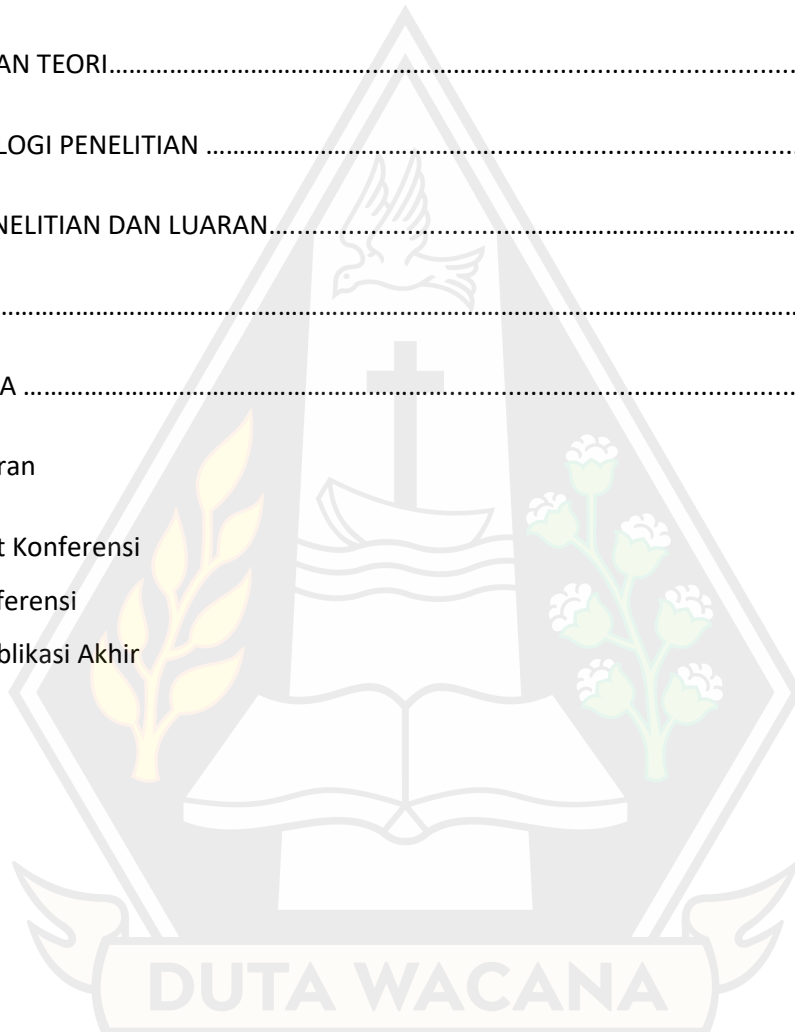 AN TEORI........................................................................................................
LOGI PENELITIAN ........................................................................................
NELITIAN DAN LUARAN...............................................................................
........................................................................................................................
A ....................................................................................................................
ran
t Konferensi
ferensi
blikasi Akhir
DUTA WACANA